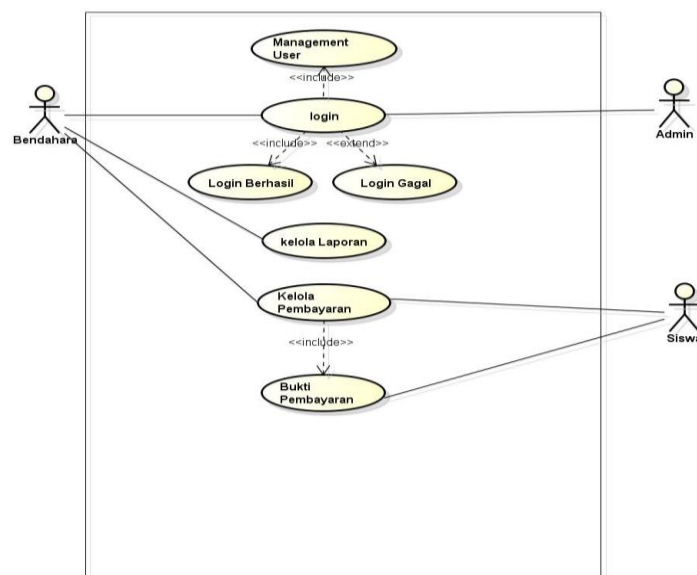 Management
User
<<include>>
login
Bendahara
Admin
<<include>>
<<extend>>
Login Berhasil
Login Gagal
kelola Laporan
Kelola
Pembayaran
<<include>>
Siswa
Bukti
Pembayaran